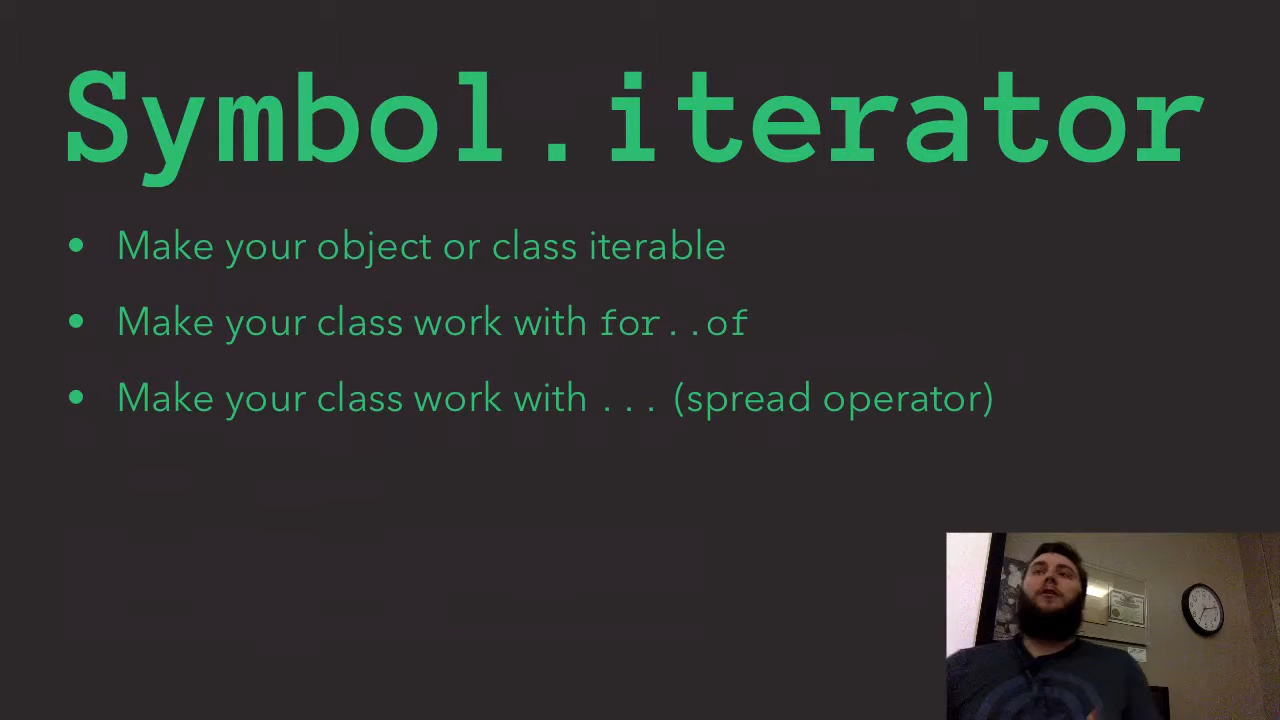 Symbol.iterator
• Make your object or class iterable
• Make your class work with for..of
• Make your class work with ... (spread operator)